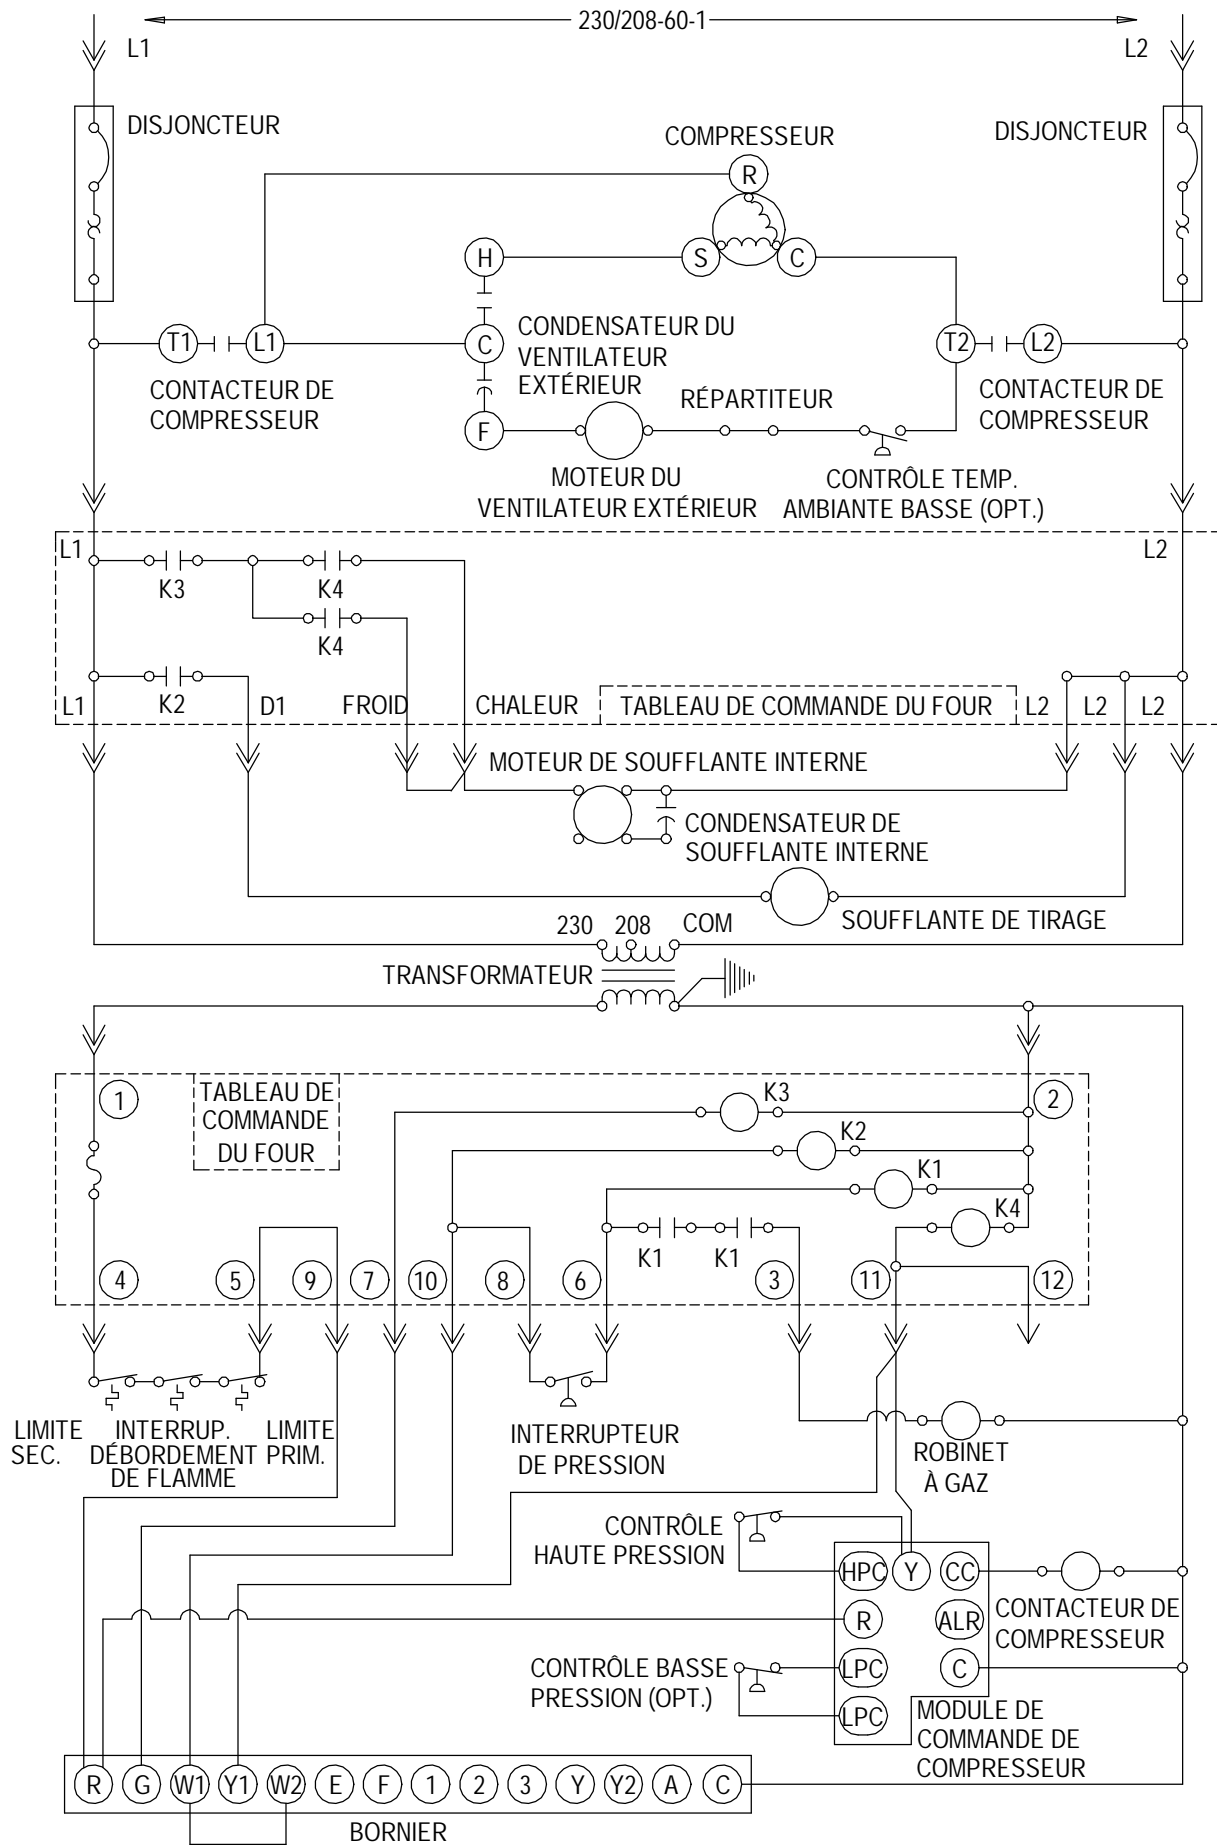 230/208-60-1
L1
L2
DISJONCTEUR
DISJONCTEUR
COMPRESSEUR
R
S
C
H
C
F
T1
L1
T2
L2
CONDENSATEUR DU
VENTILATEUR
EXTÉRIEUR
CONTACTEUR DE
COMPRESSEUR
RÉPARTITEUR
CONTACTEUR DE
COMPRESSEUR
MOTEUR DU
VENTILATEUR EXTÉRIEUR
CONTRÔLE TEMP.
AMBIANTE BASSE (OPT.)
L1
L2
K3
K4
K4
K2
L1
D1
FROID
CHALEUR
TABLEAU DE COMMANDE DU FOUR
L2
L2
L2
MOTEUR DE SOUFFLANTE INTERNE
CONDENSATEUR DE
SOUFFLANTE INTERNE
SOUFFLANTE DE TIRAGE
230
208
COM
TRANSFORMATEUR
1
TABLEAU DE
COMMANDE
DU FOUR
K3
2
K2
K1
K4
K1
K1
4
5
9
7
10
8
6
3
11
12
LIMITE
SEC.
INTERRUP.
DÉBORDEMENT
DE FLAMME
LIMITE
PRIM.
INTERRUPTEUR
DE PRESSION
ROBINET
À GAZ
CONTRÔLE
HAUTE PRESSION
HPC
Y
CC
R
ALR
LPC
C
LPC
CONTACTEUR DE
COMPRESSEUR
CONTRÔLE BASSE
PRESSION (OPT.)
MODULE DE
COMMANDE DE
COMPRESSEUR
R
G
W1
Y1
W2
E
F
1
2
3
Y
Y2
A
C
BORNIER